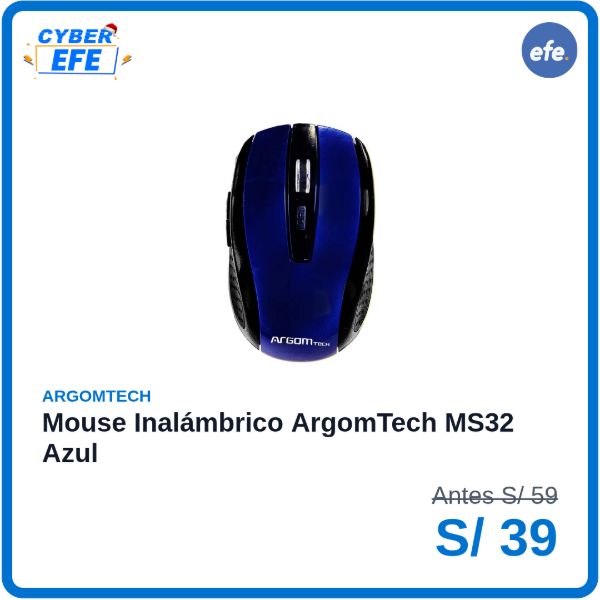 CYBER
EFE
efe.
ARGOMTECH
ARGOMTECH
Mouse Inalámbrico ArgomTech MS32
Azul
Antes S/ 59
S/ 39